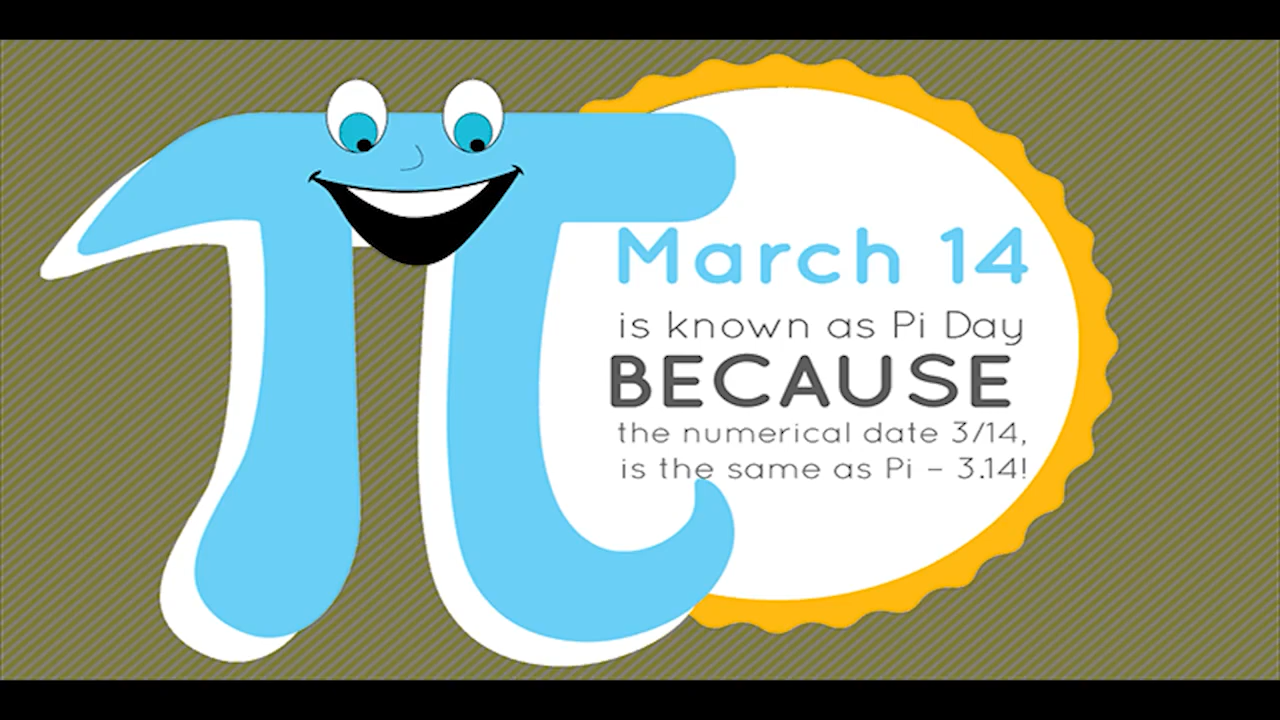 March 14
is known as Pi Day
BECAUSE
the numerical date 3/14,
is the same as Pi – 3.14!